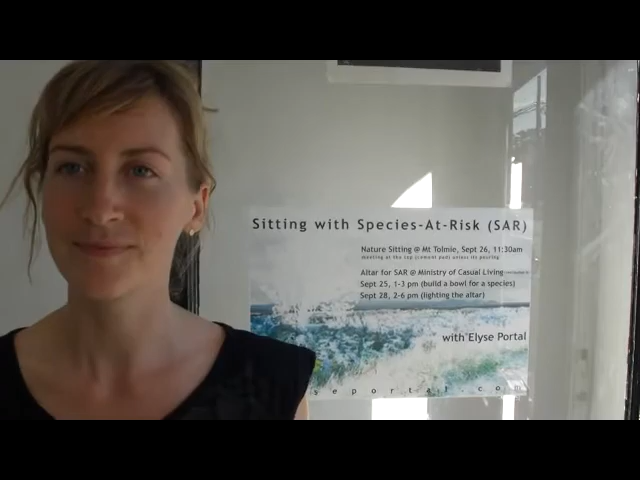 Sitting with Species-At-Risk (SAR)
Nature Sitting @ Mt Tolmie, Sept 26, 11:30am
meeting at the top (cement pad) unless its pouring
Altar for SAR @ Ministry of Casual Living
Sept 25, 1-3 pm (build a bowl for a species)
Sept 28, 2-6 pm (lighting the altar)
with Elyse Portal
seportal.com